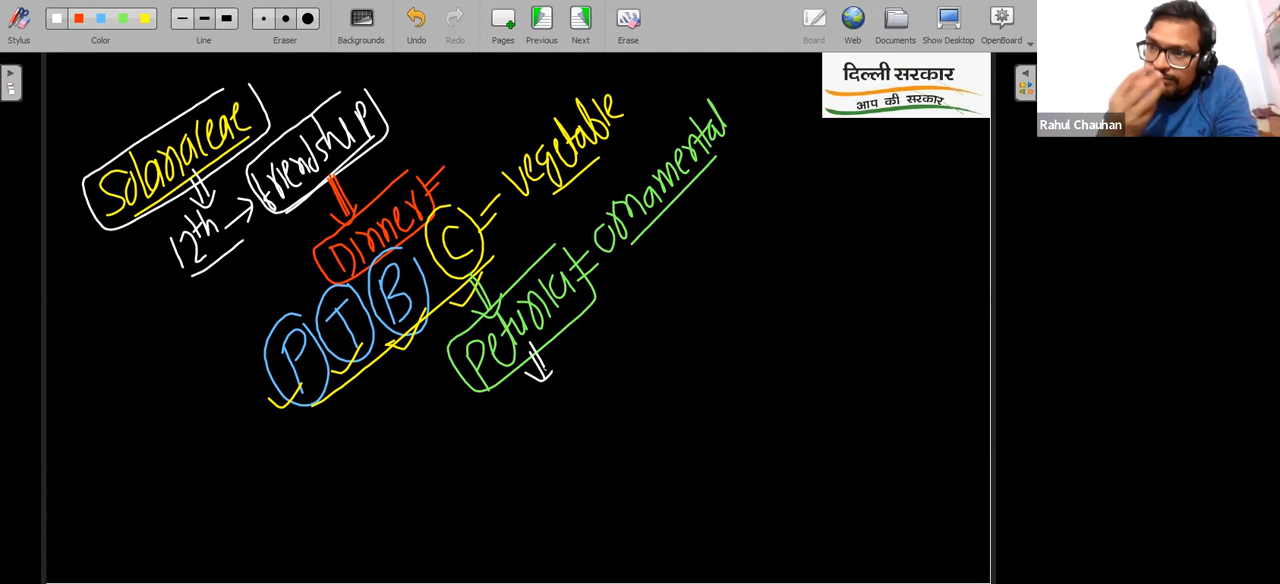 Stylus
Color
Line
Eraser
Backgrounds
Undo
Redo
Pages
Previous
Next
Erase
Board
Web
Documents
Show Desktop
OpenBoard
दिल्ली सरकार
आप की सरकार
Rahul Chauhan
Solanaceae
12th → friendship
Dinner
P T B C = vegetable
Petunia = ornamental